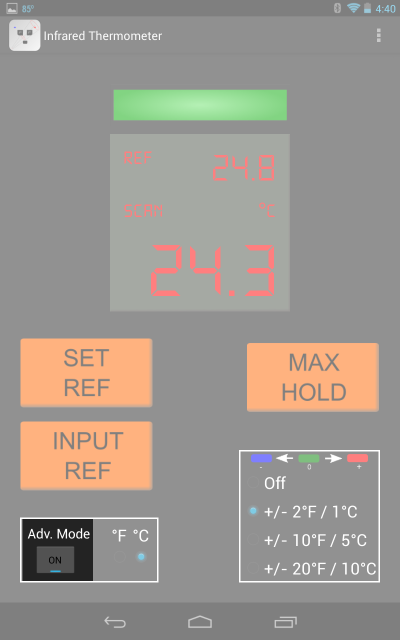 85°
4:40
Infrared Thermometer
REF
24.8
SCAN
°C
24.3
SET
REF
MAX
HOLD
INPUT
REF
- 0 +
Off
+/- 2°F / 1°C
+/- 10°F / 5°C
+/- 20°F / 10°C
Adv. Mode
ON
°F °C